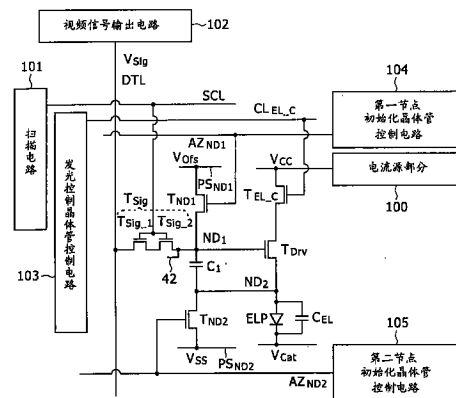 102
视频信号输出电路
101
扫描电路
VSig
DTL
SCL
CLEL_C
104
第一节点
初始化晶体管
控制电路
发光控制晶体管控制电路
103
AZND1
VOfs
PSND1
VCC
电流源部分
100
TSig
TSig_1
TSig_2
TND1
TEL_C
ND1
TDrv
42
C1
ND2
TND2
ELP
CEL
VSS
PSND2
VCat
105
第二节点
初始化晶体管
控制电路
AZND2